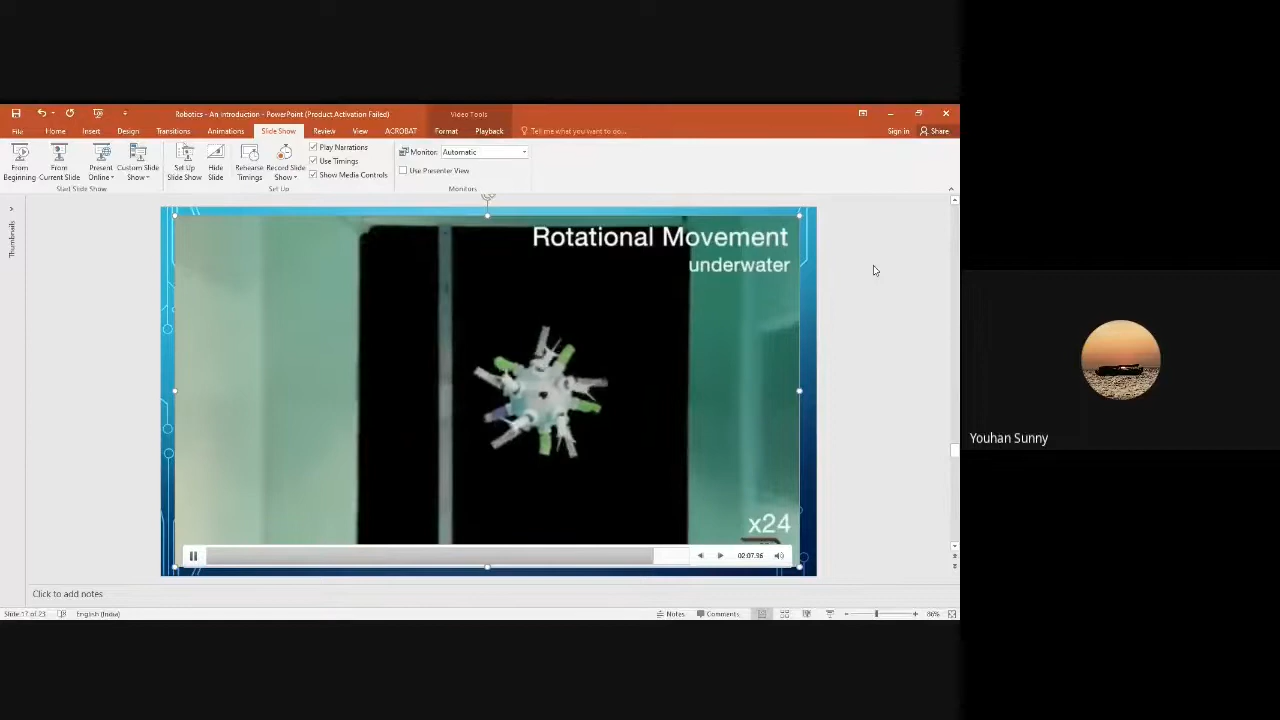 Robotics - An Introduction - PowerPoint (Product Activation Failed)
Video Tools
File Home Insert Design Transitions Animations Slide Show Review View ACROBAT Format Playback Tell me what you want to do... Sign in Share
From Beginning
From Current Slide
Present Online
Custom Slide Show
Set Up Slide Show
Hide Slide
Rehearse Timings
Record Slide Show
Play Narrations
Use Timings
Show Media Controls
Monitor: Automatic
Use Presenter View
Start Slide Show
Set Up
Monitors
Thumbnails
Rotational Movement
underwater
x24
02:07.96
Youhan Sunny
Click to add notes
Slide 17 of 23 English (India) Notes Comments 86%